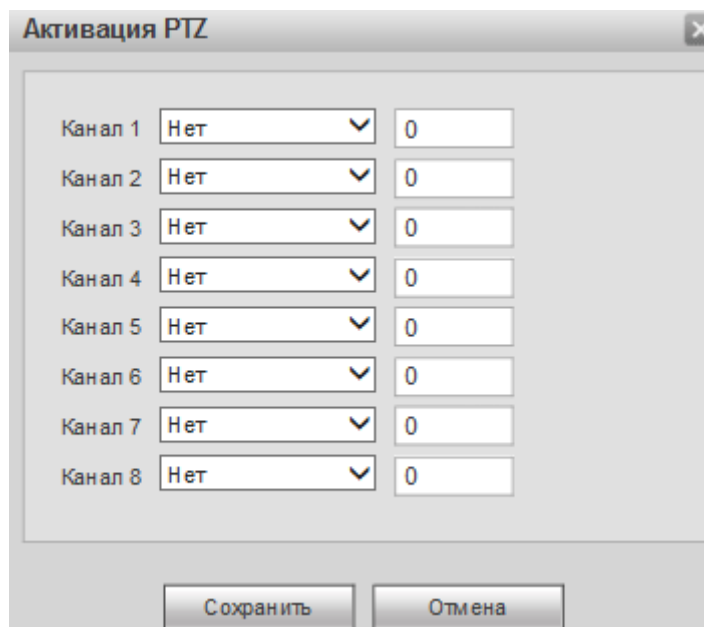 Активация PTZ
Канал 1 Нет 0
Канал 2 Нет 0
Канал 3 Нет 0
Канал 4 Нет 0
Канал 5 Нет 0
Канал 6 Нет 0
Канал 7 Нет 0
Канал 8 Нет 0
Сохранить Отмена